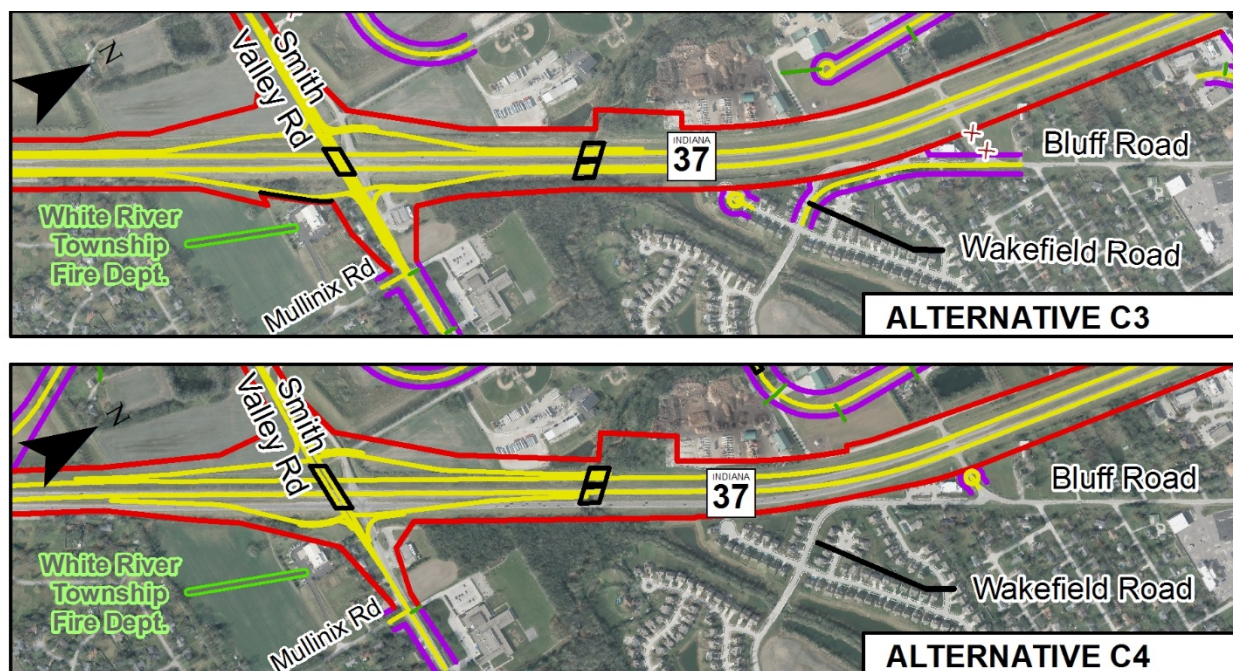 N
Smith
Valley Rd
INDIANA
37
Bluff Road
White River
Township
Fire Dept.
Wakefield Road
Mullinix Rd
ALTERNATIVE C3
N
Smith
Valley Rd
INDIANA
37
Bluff Road
White River
Township
Fire Dept.
Wakefield Road
Mullinix Rd
ALTERNATIVE C4